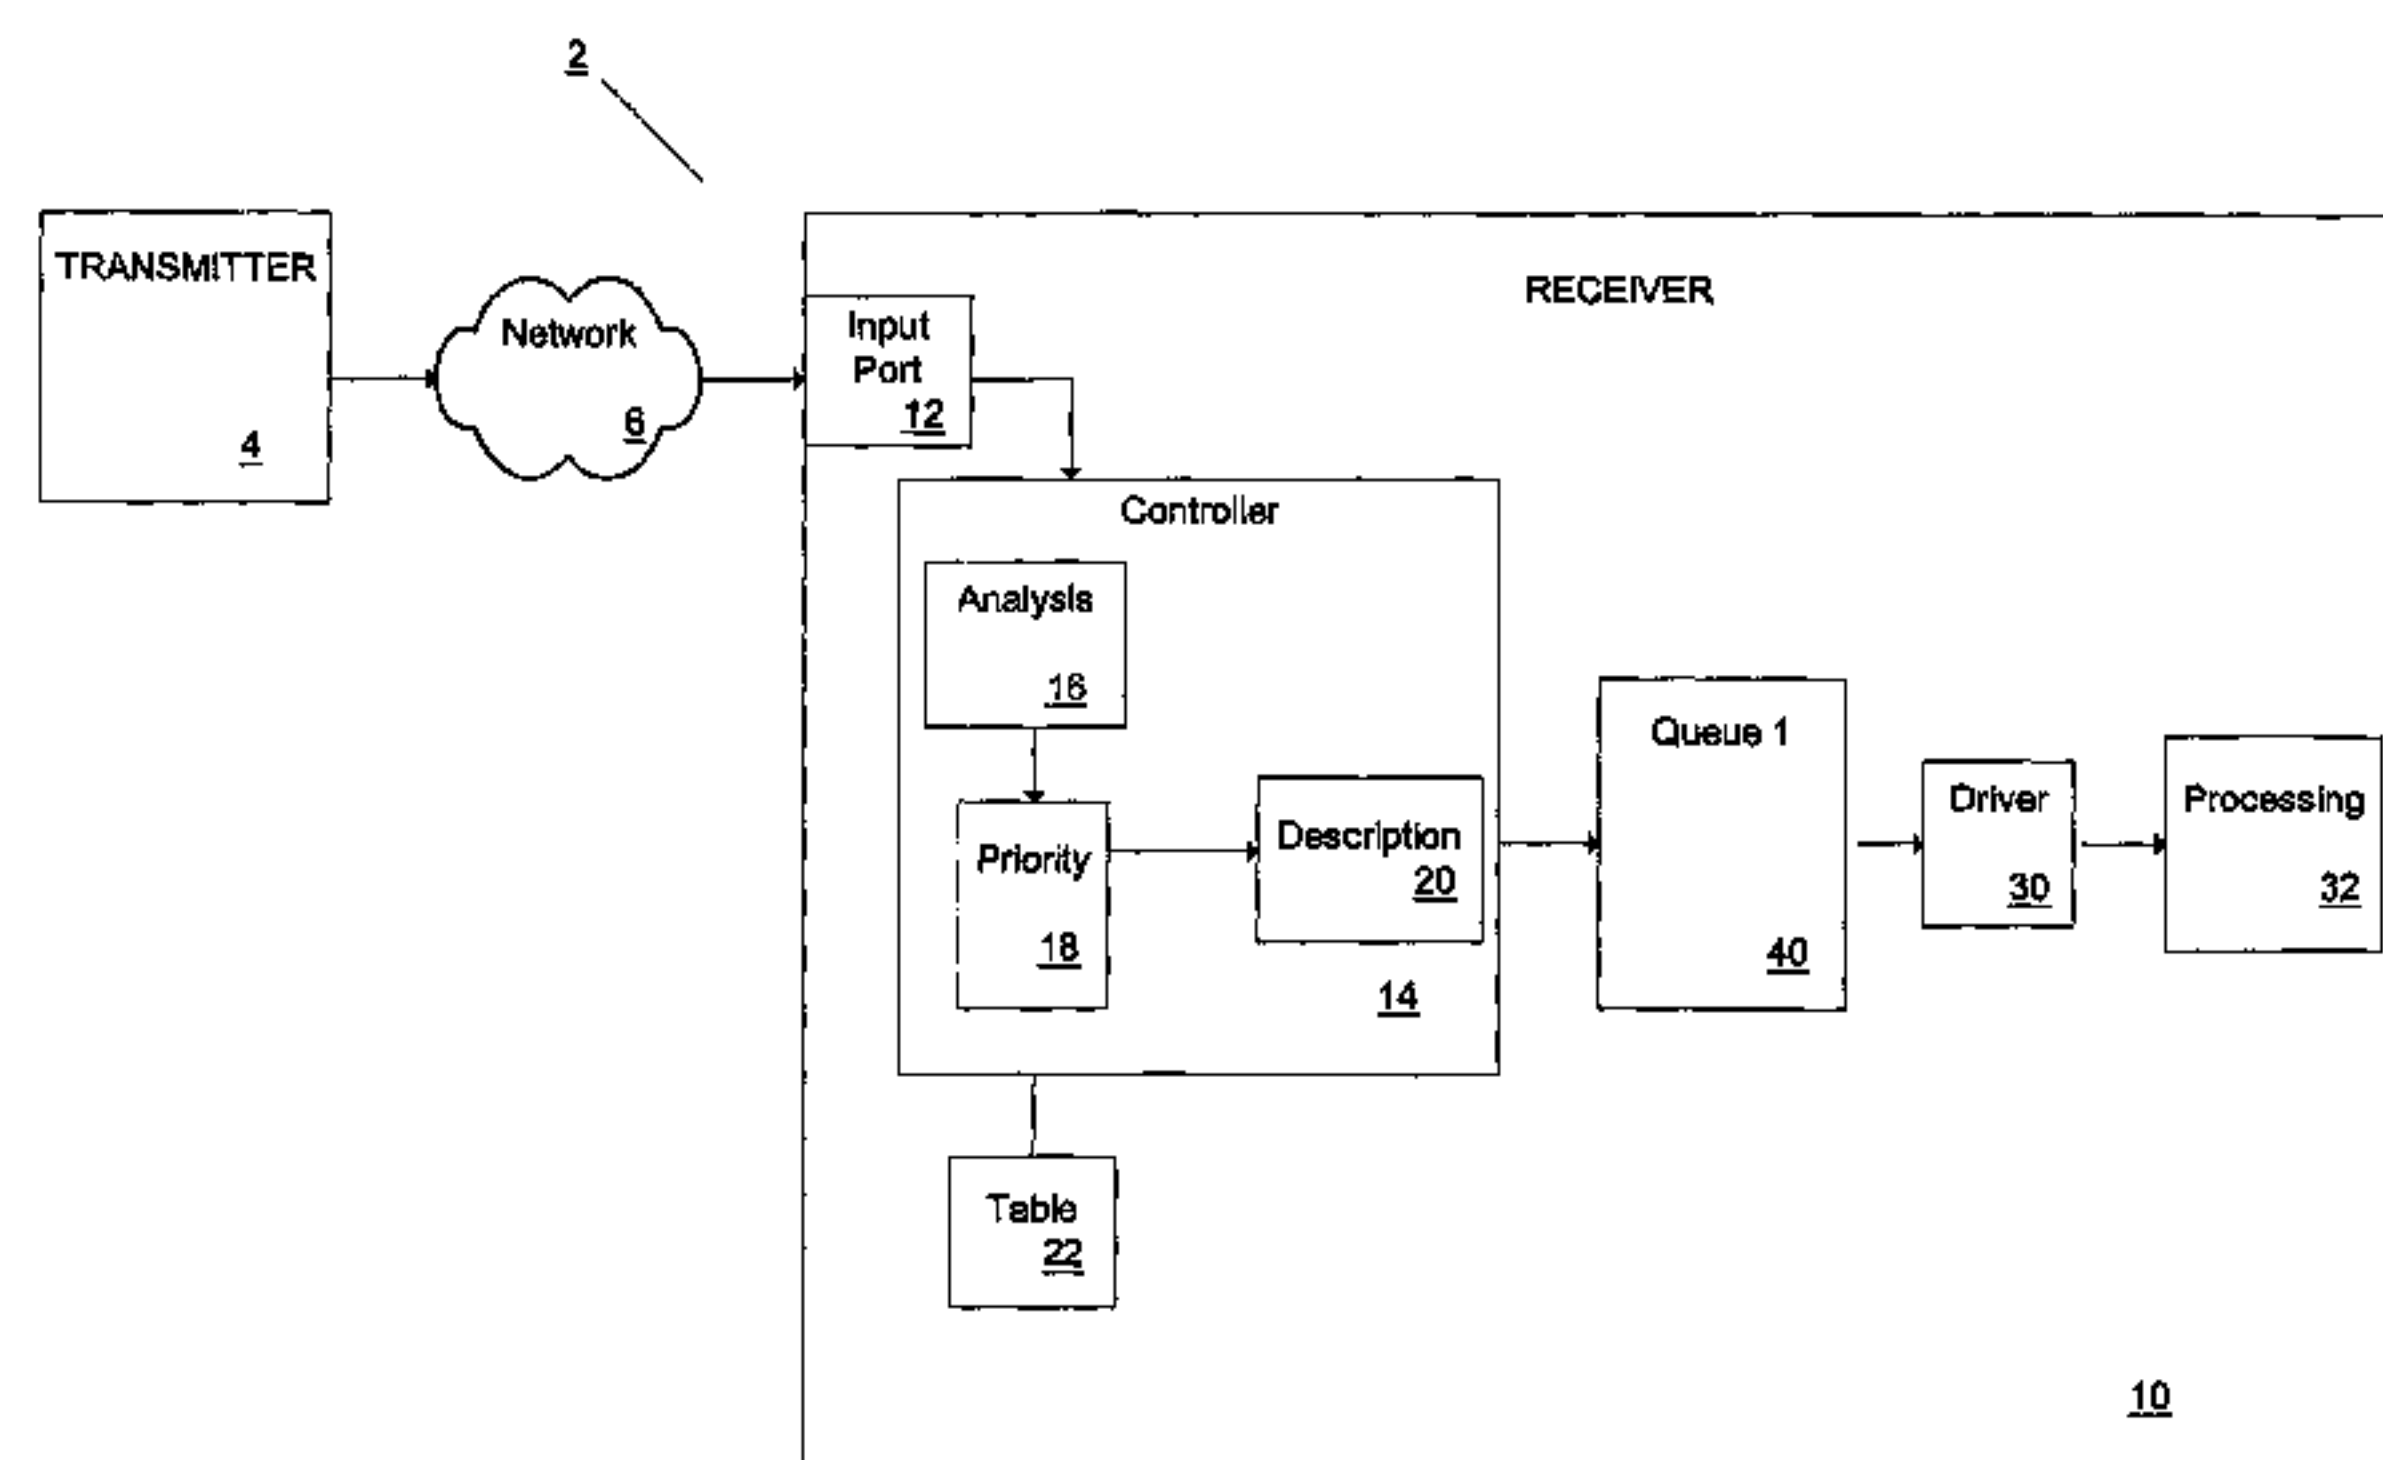 2
TRANSMITTER
4
Network
6
RECEIVER
Input
Port
12
Controller
Analysis
16
Priority
18
Description
20
14
Queue 1
40
Driver
30
Processing
32
Table
22
10